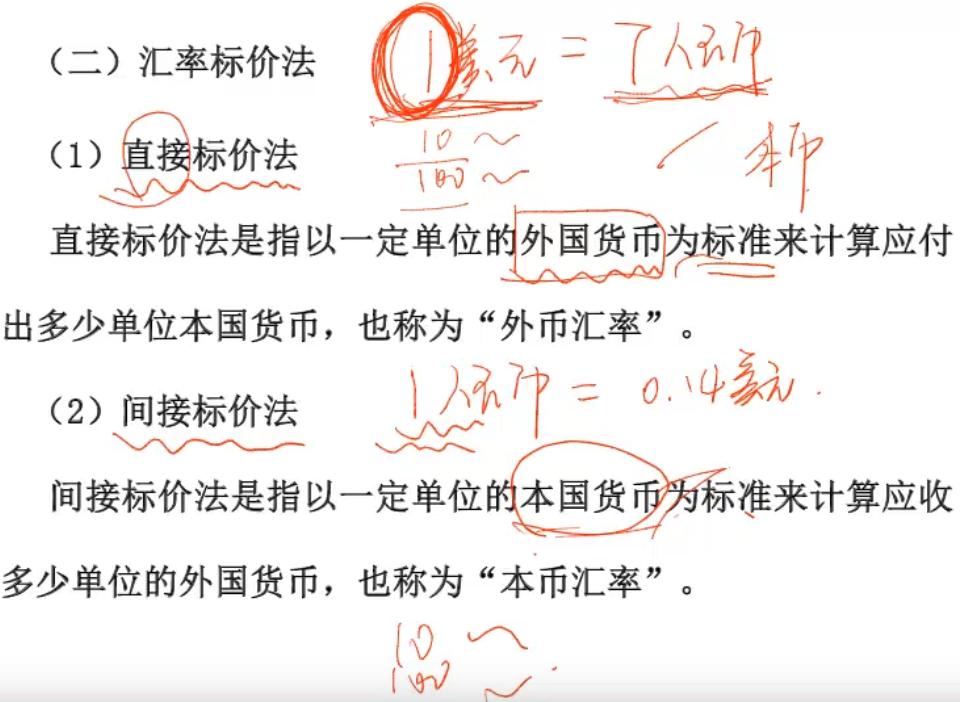 （二）汇率标价法 1美元 = 7人民币
10
（1）直接标价法 100 本币
直接标价法是指以一定单位的外国货币为标准来计算应付
出多少单位本国货币，也称为“外币汇率”。
（2）间接标价法 1人民币 = 0.14美元.
间接标价法是指以一定单位的本国货币为标准来计算应收
多少单位的外国货币，也称为“本币汇率”。
10
100